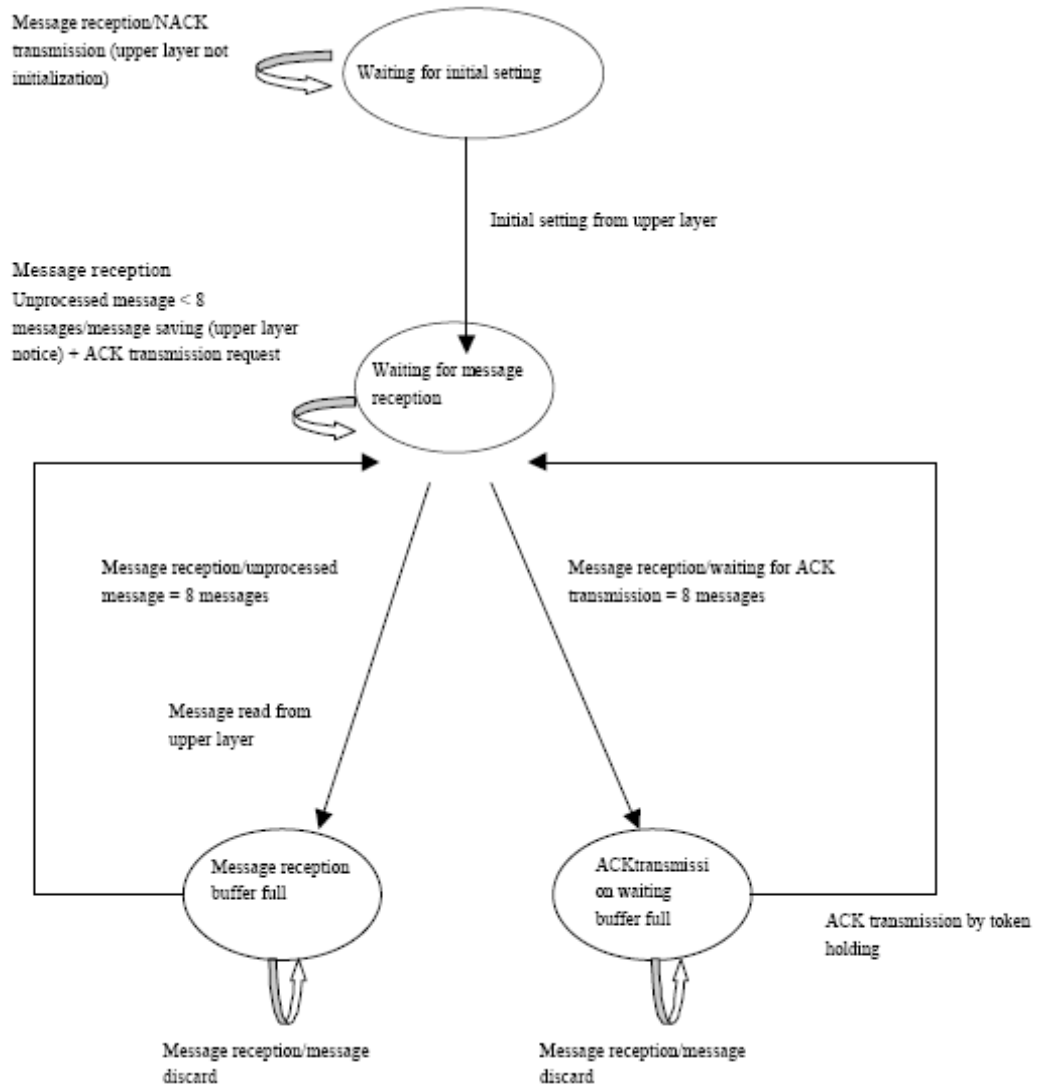 Message reception/NACK
transmission (upper layer not
initialization)
Waiting for initial setting
Initial setting from upper layer
Message reception
Unprocessed message < 8
messages/message saving (upper layer
notice) + ACK transmission request
Waiting for message
reception
Message reception/unprocessed
message = 8 messages
Message reception/waiting for ACK
transmission = 8 messages
Message read from
upper layer
Message reception
buffer full
ACKtransmissi
on waiting
buffer full
ACK transmission by token
holding
Message reception/message
discard
Message reception/message
discard